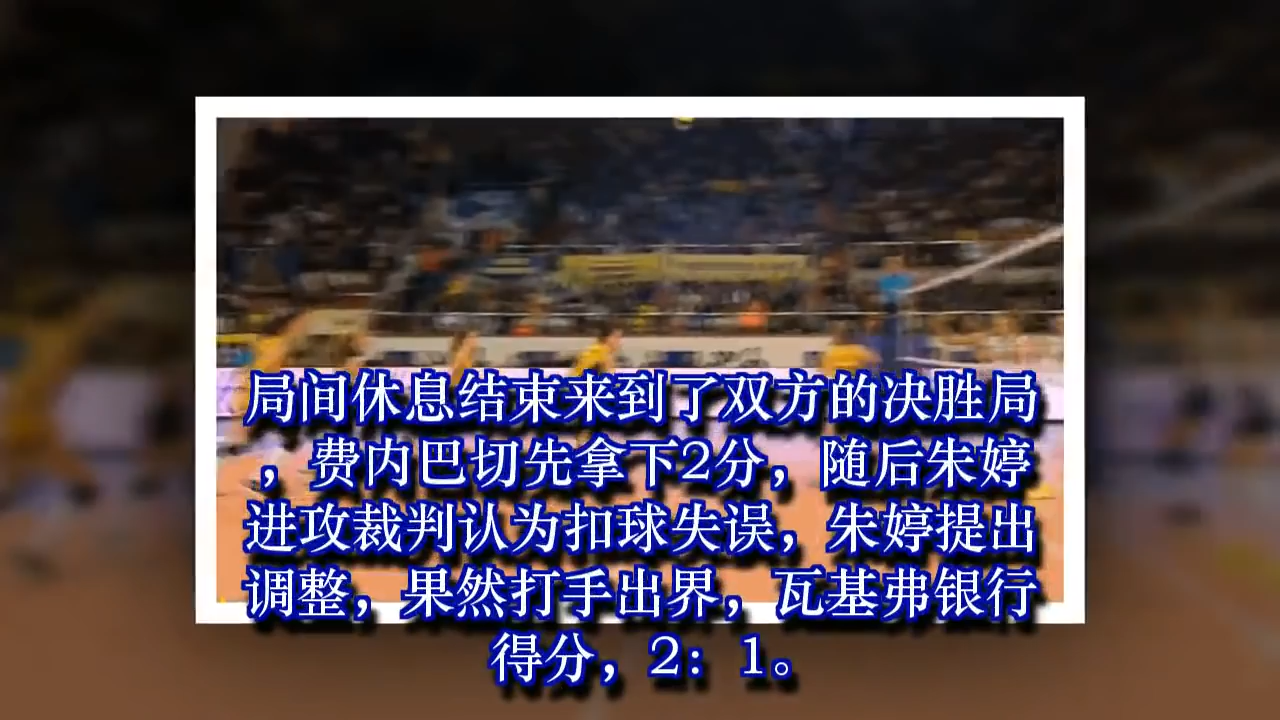 局间休息结束来到了双方的决胜局
，费内巴切先拿下2分，随后朱婷
进攻裁判认为扣球失误，朱婷提出
调整，果然打手出界，瓦基弗银行
得分，2：1。